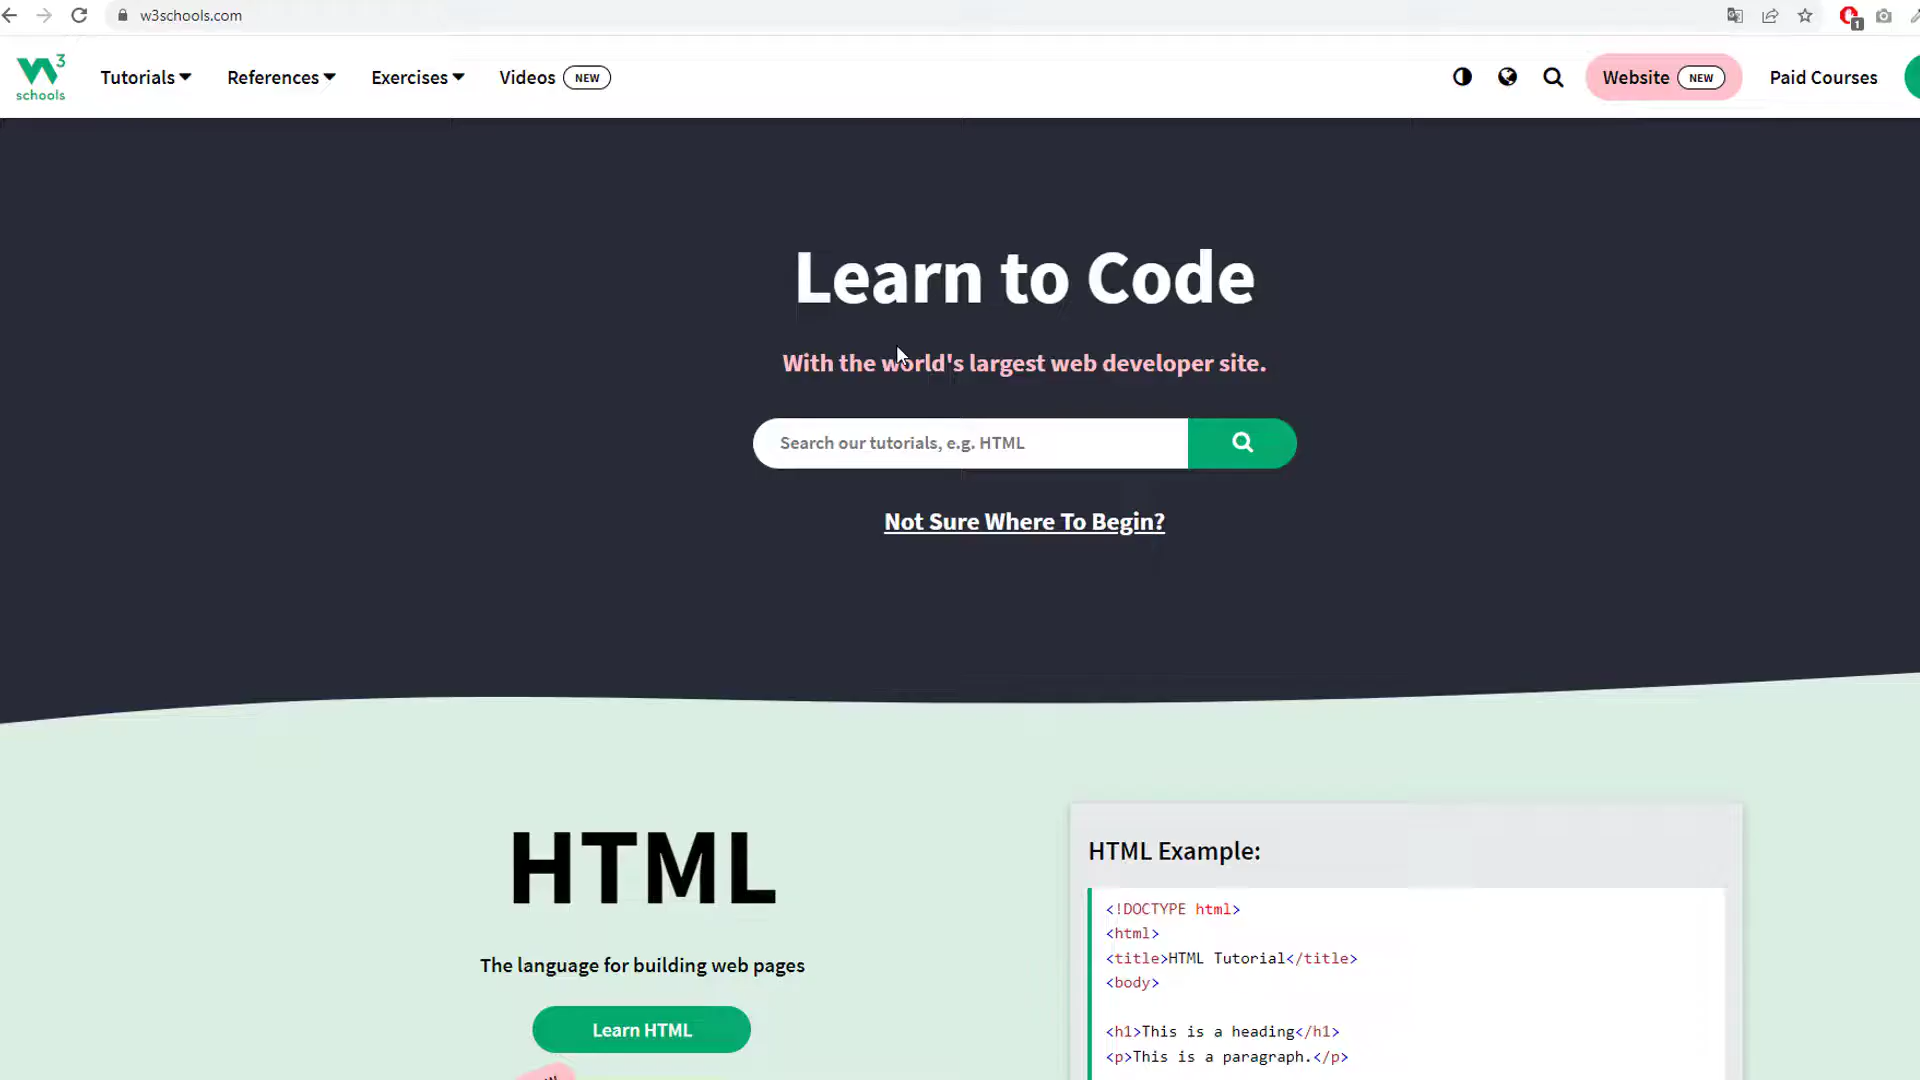 w3schools.com
1
W3
schools
Tutorials
References
Exercises
Videos NEW
Website NEW
Paid Courses
Learn to Code
With the world's largest web developer site.
Search our tutorials, e.g. HTML
Not Sure Where To Begin?
HTML
The language for building web pages
Learn HTML
HTML Example:
<!DOCTYPE html>
<html>
<title>HTML Tutorial</title>
<body>
<h1>This is a heading</h1>
<p>This is a paragraph.</p>